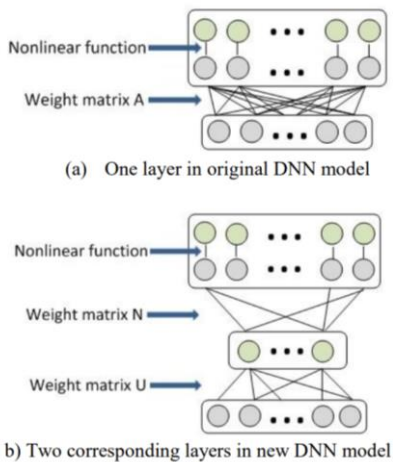 Nonlinear function
Weight matrix A
(a) One layer in original DNN model
Nonlinear function
Weight matrix N
Weight matrix U
b) Two corresponding layers in new DNN model